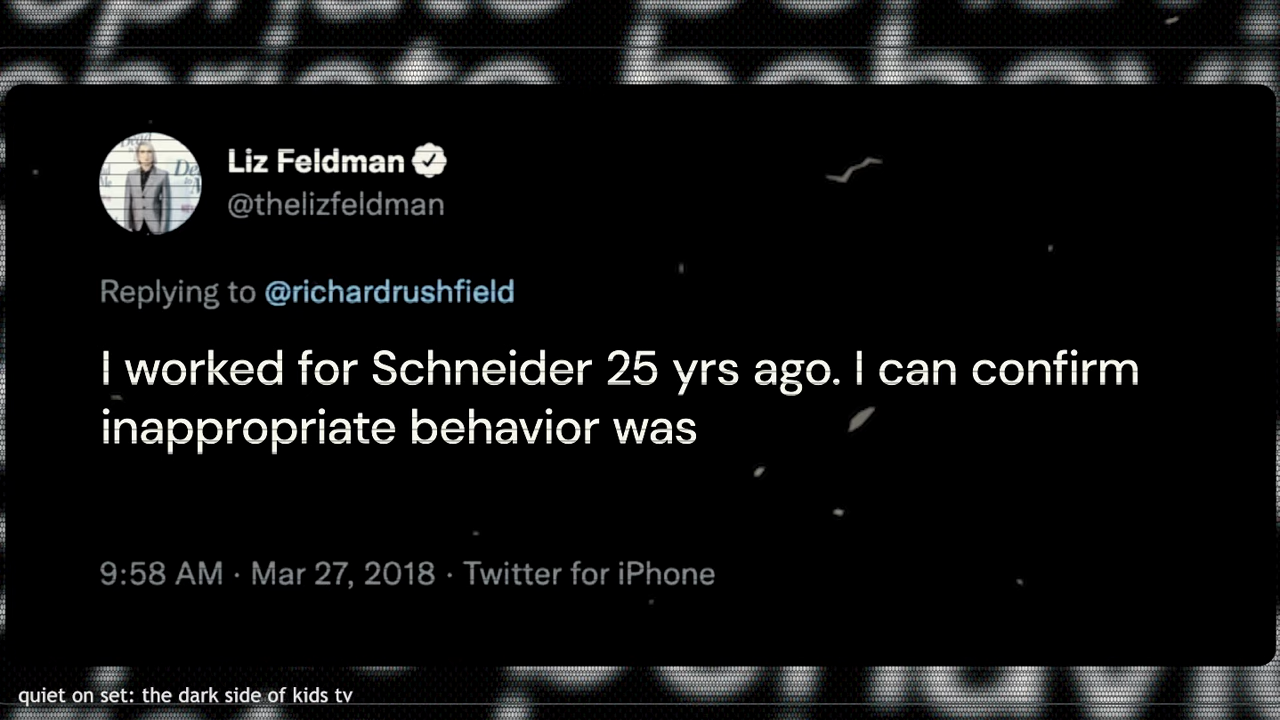 Liz Feldman
@thelizfeldman
Replying to @richardrushfield
I worked for Schneider 25 yrs ago. I can confirm
inappropriate behavior was
9:58 AM · Mar 27, 2018 · Twitter for iPhone
quiet on set: the dark side of kids tv